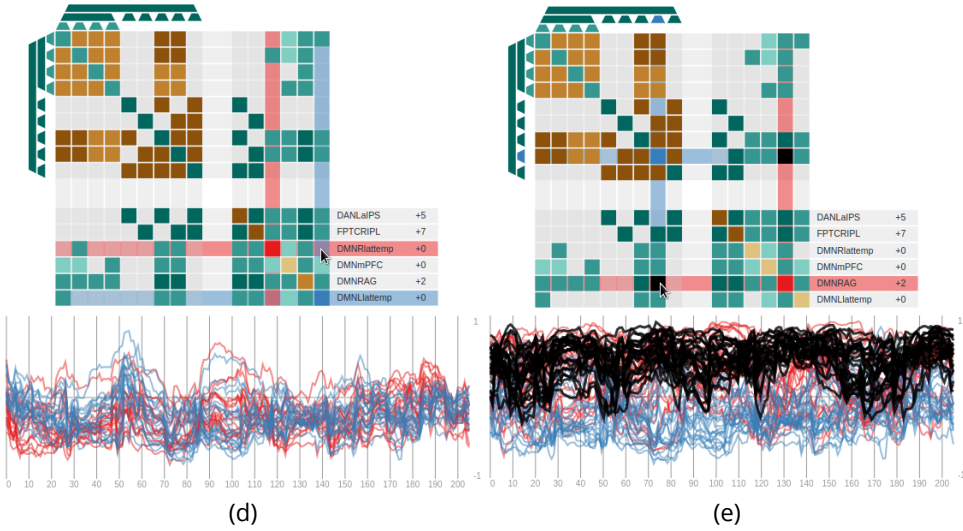 DANLaIPS +5
FPTCRIPL +7
DMNRlattemp +0
DMNmPFC +0
DMNRAG +2
DMNLlattemp +0
DANLaIPS +5
FPTCRIPL +7
DMNRlattemp +0
DMNmPFC +0
DMNRAG +2
DMNLlattemp +0
1
-1
0 10 20 30 40 50 60 70 80 90 100 110 120 130 140 150 160 170 180 190 200
0 10 20 30 40 50 60 70 80 90 100 110 120 130 140 150 160 170 180 190 200
(d) (e)